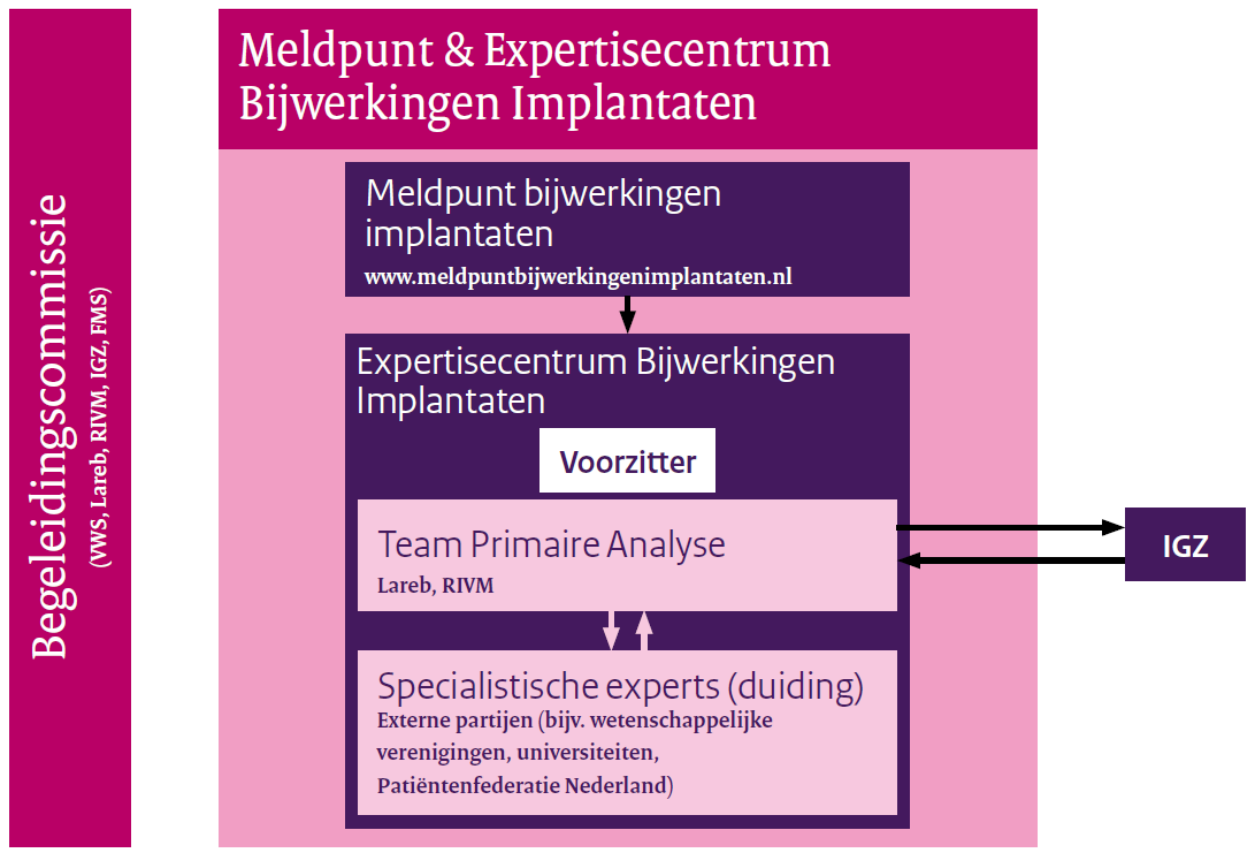 Begeleidingscommissie
(VWS, Lareb, RIVM, IGZ, FMS)
Meldpunt & Expertisecentrum
Bijwerkingen Implantaten
Meldpunt bijwerkingen
implantaten
www.meldpuntbijwerkingenimplantaten.nl
Expertisecentrum Bijwerkingen
Implantaten
Voorzitter
Team Primaire Analyse
Lareb, RIVM
IGZ
Specialistische experts (duiding)
Externe partijen (bijv. wetenschappelijke
verenigingen, universiteiten,
Patiëntenfederatie Nederland)